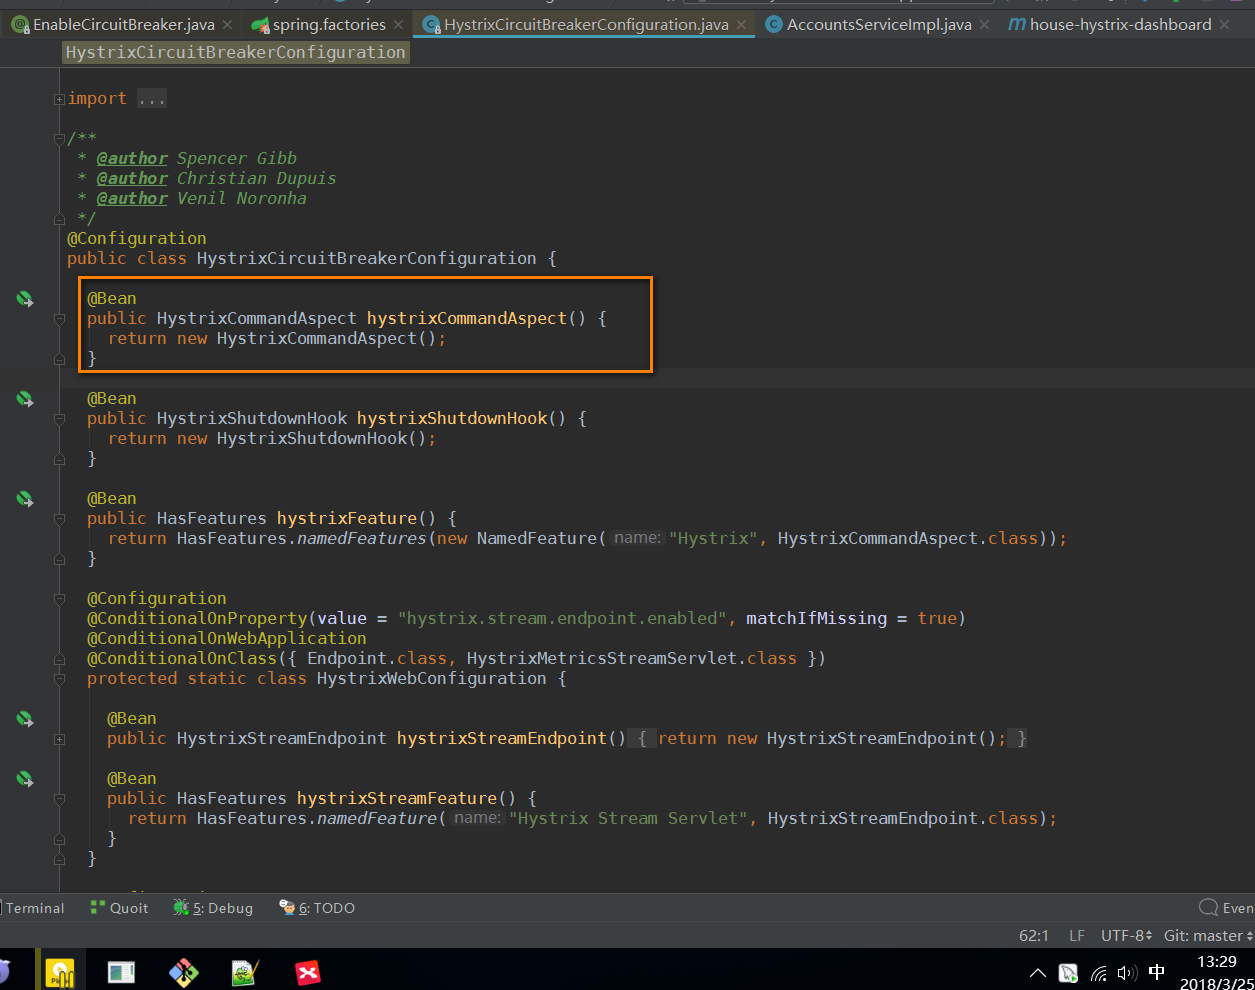 EnableCircuitBreaker.java
spring.factories
HystrixCircuitBreakerConfiguration.java
AccountsServiceImpl.java
house-hystrix-dashboard
HystrixCircuitBreakerConfiguration
import ...
/**
* @author Spencer Gibb
* @author Christian Dupuis
* @author Venil Noronha
*/
@Configuration
public class HystrixCircuitBreakerConfiguration {
@Bean
public HystrixCommandAspect hystrixCommandAspect() {
return new HystrixCommandAspect();
}
@Bean
public HystrixShutdownHook hystrixShutdownHook() {
return new HystrixShutdownHook();
}
@Bean
public HasFeatures hystrixFeature() {
return HasFeatures.namedFeatures(new NamedFeature( name: "Hystrix", HystrixCommandAspect.class));
}
@Configuration
@ConditionalOnProperty(value = "hystrix.stream.endpoint.enabled", matchIfMissing = true)
@ConditionalOnWebApplication
@ConditionalOnClass({ Endpoint.class, HystrixMetricsStreamServlet.class })
protected static class HystrixWebConfiguration {
@Bean
public HystrixStreamEndpoint hystrixStreamEndpoint() { return new HystrixStreamEndpoint(); }
@Bean
public HasFeatures hystrixStreamFeature() {
return HasFeatures.namedFeature( name: "Hystrix Stream Servlet", HystrixStreamEndpoint.class);
}
}
Terminal Quoit 5: Debug 6: TODO Even
62:1 LF UTF-8 Git: master
中 13:29
2018/3/25